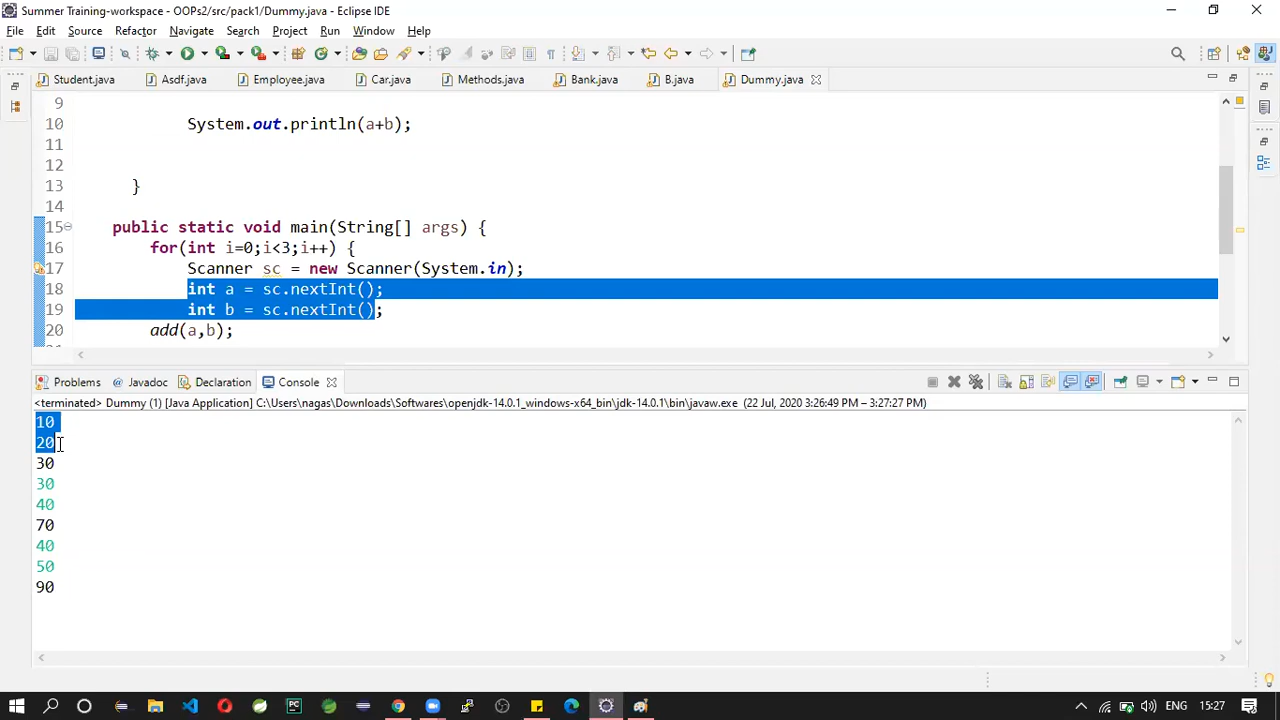 Summer Training-workspace - OOPs2/src/pack1/Dummy.java - Eclipse IDE
File Edit Source Refactor Navigate Search Project Run Window Help
Student.java Asdf.java Employee.java Car.java Methods.java Bank.java B.java Dummy.java
9
10 System.out.println(a+b);
11
12
13 }
14
15 public static void main(String[] args) {
16 for(int i=0;i<3;i++) {
17 Scanner sc = new Scanner(System.in);
18 int a = sc.nextInt();
19 int b = sc.nextInt();
20 add(a,b);
Problems @ Javadoc Declaration Console
<terminated> Dummy (1) [Java Application] C:\Users\nagas\Downloads\Softwares\openjdk-14.0.1_windows-x64_bin\jdk-14.0.1\bin\javaw.exe (22 Jul, 2020 3:26:49 PM – 3:27:27 PM)
10
20
30
30
40
70
40
50
90
PC
ENG 15:27